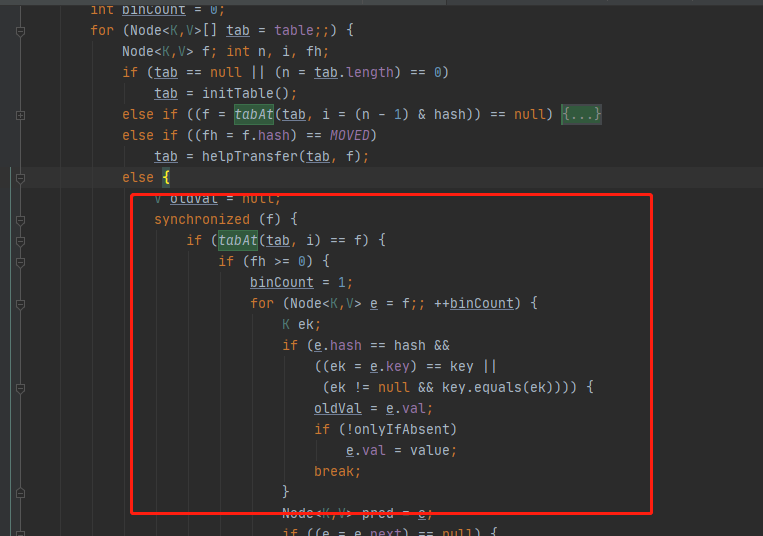 int binCount = 0;
for (Node<K,V>[] tab = table;;) {
Node<K,V> f; int n, i, fh;
if (tab == null || (n = tab.length) == 0)
tab = initTable();
else if ((f = tabAt(tab, i = (n - 1) & hash)) == null) {...}
else if ((fh = f.hash) == MOVED)
tab = helpTransfer(tab, f);
else {
V oldVal = null;
synchronized (f) {
if (tabAt(tab, i) == f) {
if (fh >= 0) {
binCount = 1;
for (Node<K,V> e = f;; ++binCount) {
K ek;
if (e.hash == hash &&
((ek = e.key) == key ||
(ek != null && key.equals(ek)))) {
oldVal = e.val;
if (!onlyIfAbsent)
e.val = value;
break;
}
Node<K,V> pred = e;
if ((e = e.next) == null) {